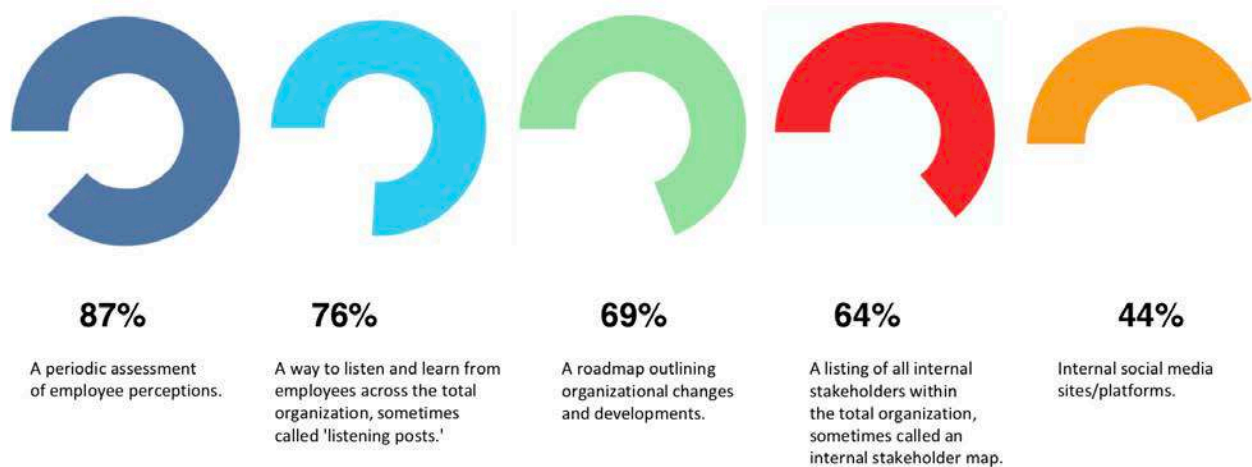 87%
A periodic assessment
of employee perceptions.
76%
A way to listen and learn from
employees across the total
organization, sometimes
called 'listening posts.'
69%
A roadmap outlining
organizational changes
and developments.
64%
A listing of all internal
stakeholders within
the total organization,
sometimes called an
internal stakeholder map.
44%
Internal social media
sites/platforms.